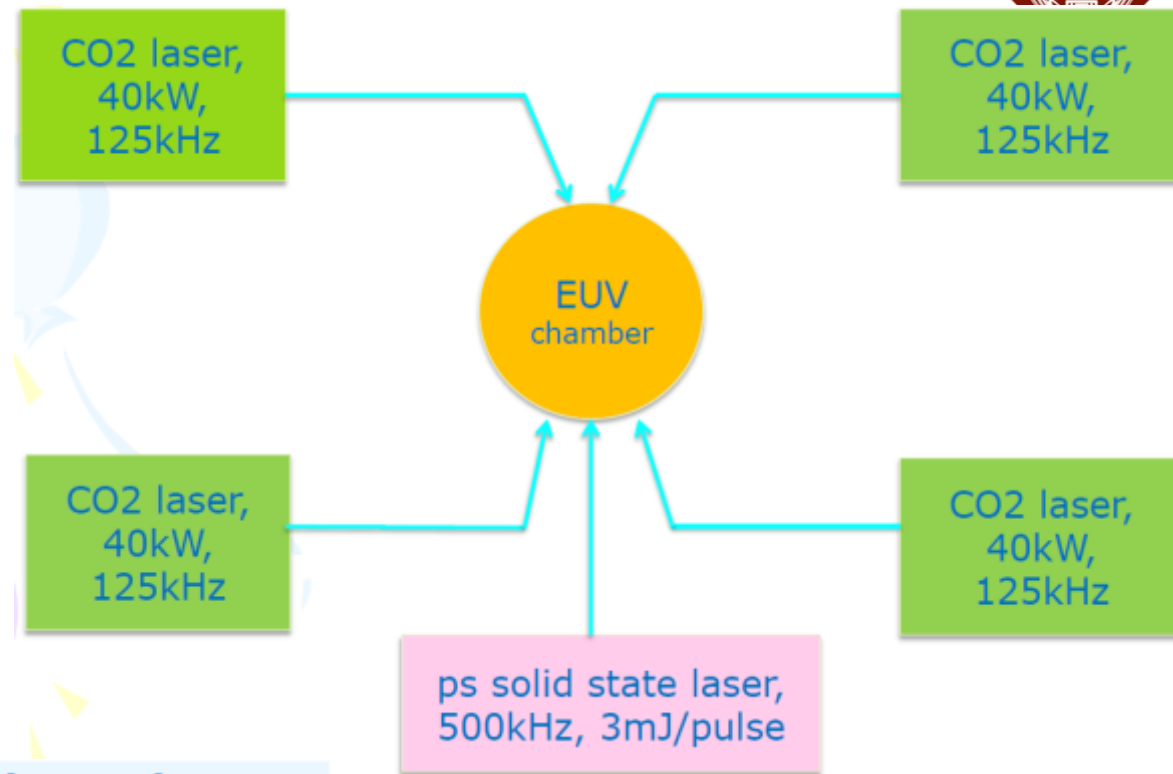 CO2 laser,
40kW,
125kHz
CO2 laser,
40kW,
125kHz
EUV
chamber
CO2 laser,
40kW,
125kHz
CO2 laser,
40kW,
125kHz
ps solid state laser,
500kHz, 3mJ/pulse